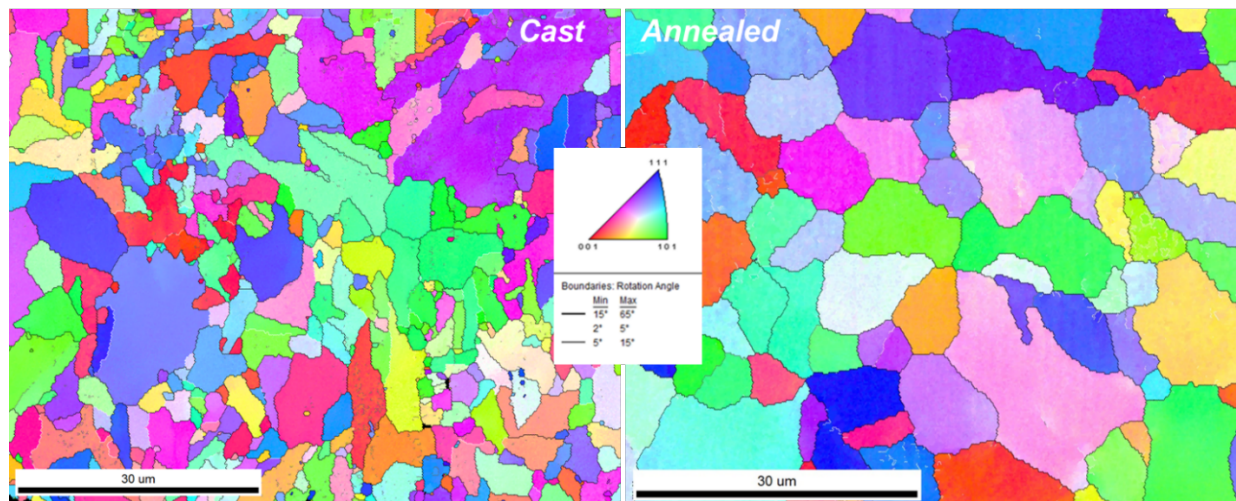 Cast
Annealed
1 1 1
0 0 1
1 0 1
Boundaries: Rotation Angle
Min Max
15° 65°
2° 5°
5° 15°
30 um
30 um